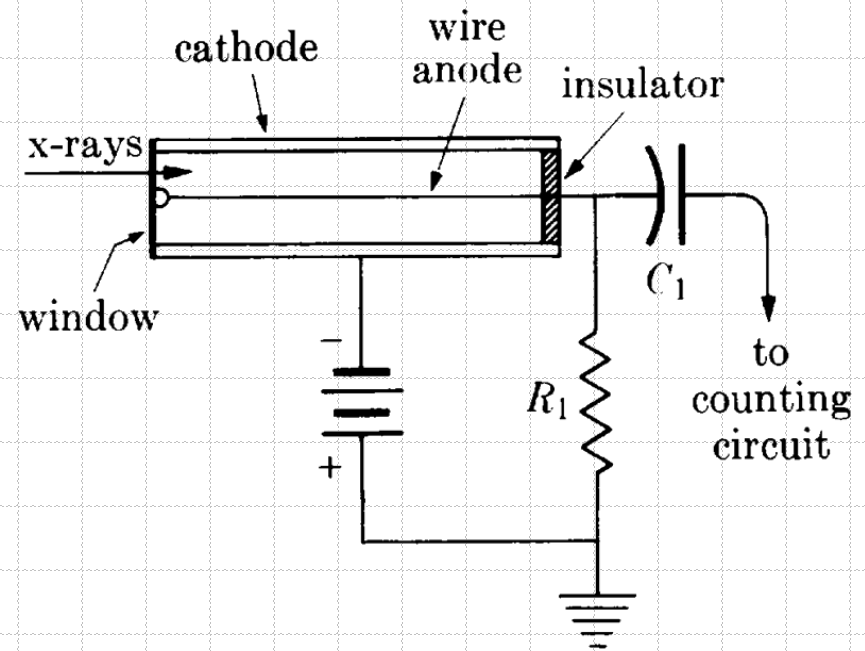 cathode
wire
anode
insulator
x-rays
window
C1
−
R1
+
to
counting
circuit